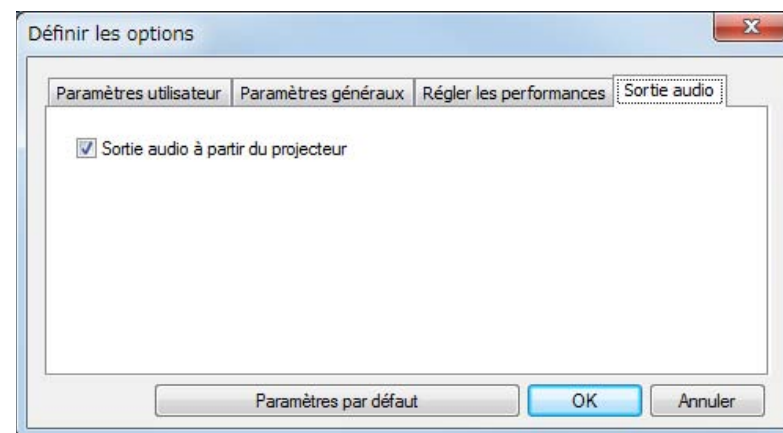 Définir les options
Paramètres utilisateur Paramètres généraux Régler les performances Sortie audio
Sortie audio à partir du projecteur
Paramètres par défaut OK Annuler